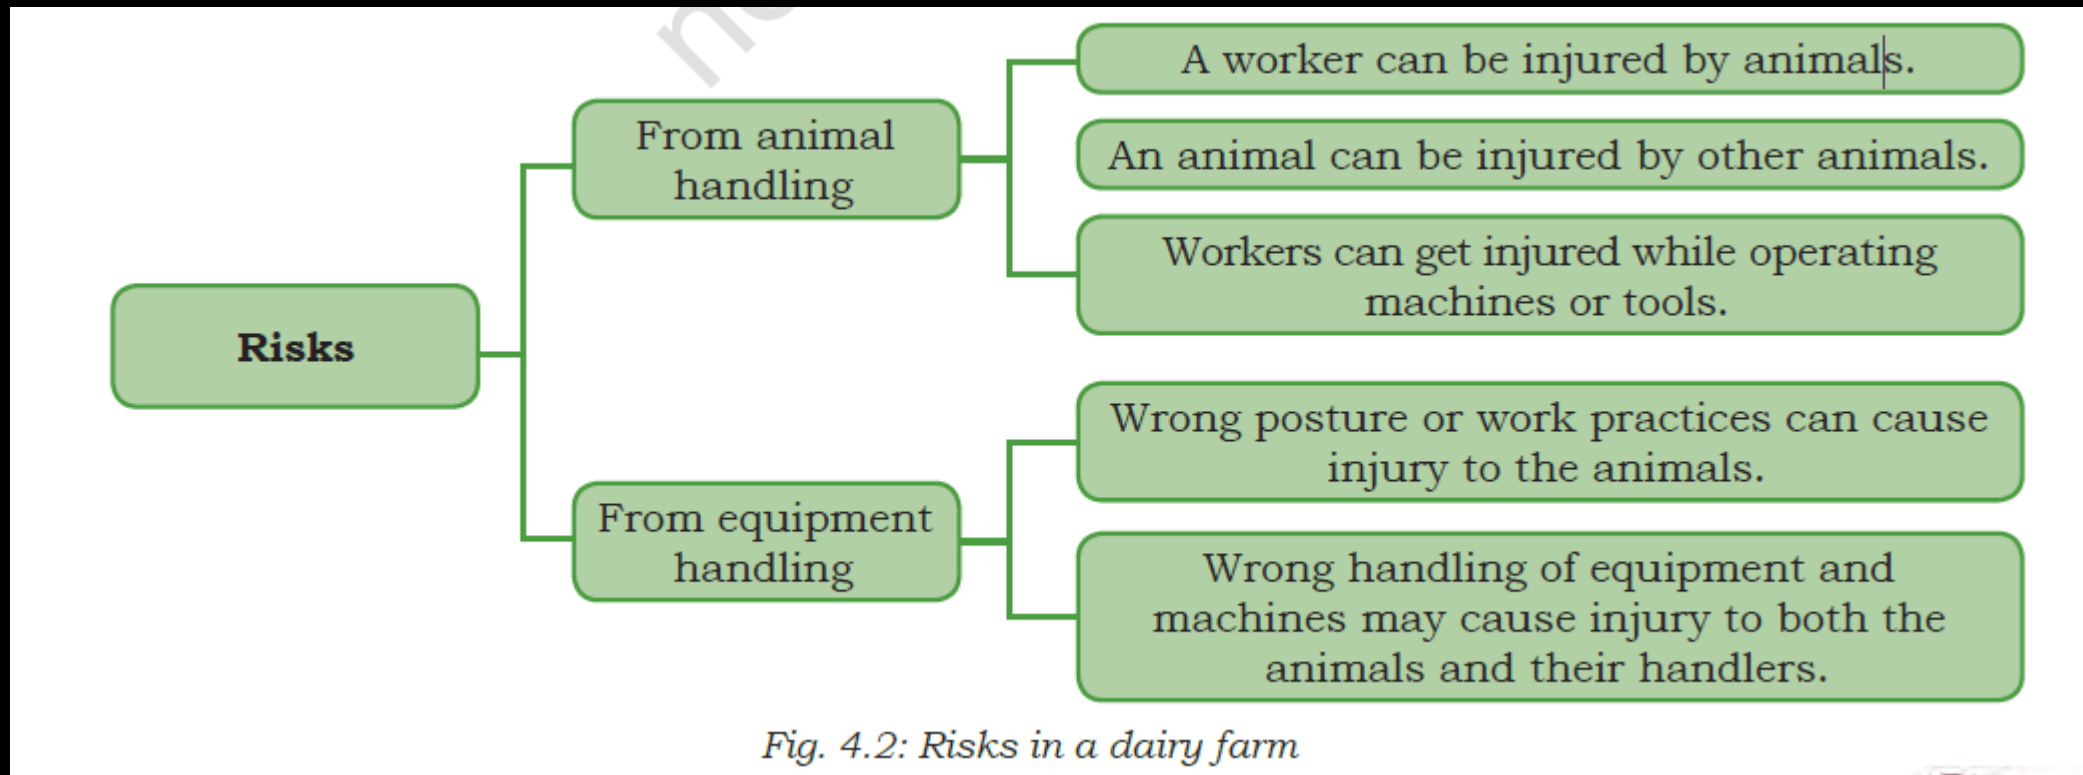 A worker can be injured by animals.
From animal
handling
An animal can be injured by other animals.
Workers can get injured while operating
machines or tools.
Risks
Wrong posture or work practices can cause
injury to the animals.
From equipment
handling
Wrong handling of equipment and
machines may cause injury to both the
animals and their handlers.
Fig. 4.2: Risks in a dairy farm